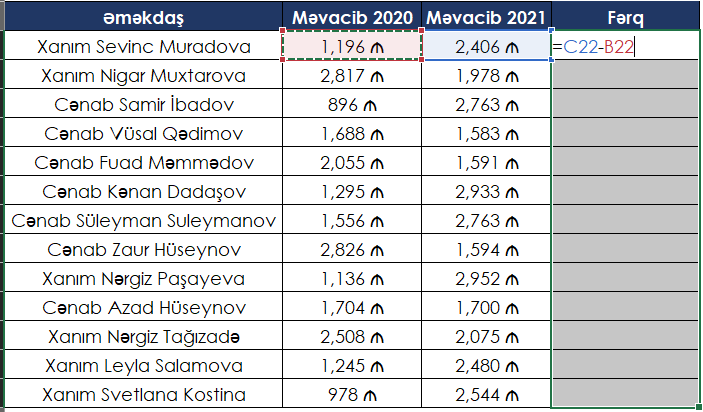 Əməkdaş Məvacib 2020 Məvacib 2021 Fərq
Xanım Sevinc Muradova 1,196 ₼ 2,406 ₼ =C22-B22
Xanım Nigar Muxtarova 2,817 ₼ 1,978 ₼
Cənab Samir İbadov 896 ₼ 2,763 ₼
Cənab Vüsal Qədimov 1,688 ₼ 1,583 ₼
Cənab Fuad Məmmədov 2,055 ₼ 1,591 ₼
Cənab Kənan Dadaşov 1,295 ₼ 2,933 ₼
Cənab Süleyman Suleymanov 1,556 ₼ 2,763 ₼
Cənab Zaur Hüseynov 2,826 ₼ 1,594 ₼
Xanım Nərgiz Paşayeva 1,136 ₼ 2,952 ₼
Cənab Azad Hüseynov 1,704 ₼ 1,700 ₼
Xanım Nərgiz Tağızadə 2,508 ₼ 2,075 ₼
Xanım Leyla Salamova 1,245 ₼ 2,480 ₼
Xanım Svetlana Kostina 978 ₼ 2,544 ₼